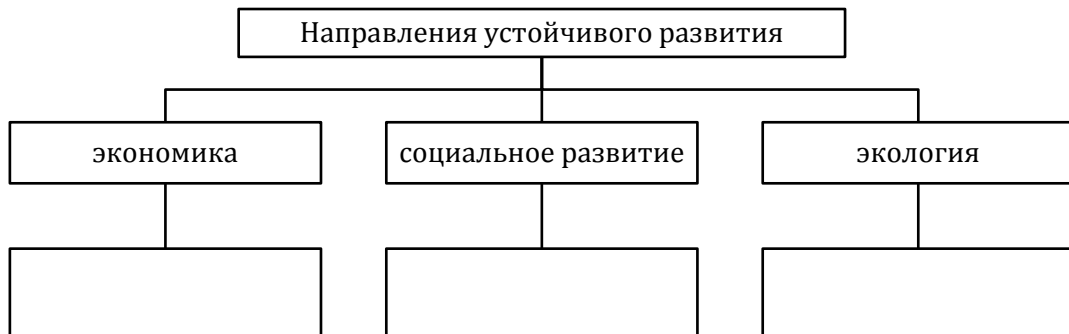 Направления устойчивого развития
экономика
социальное развитие
экология